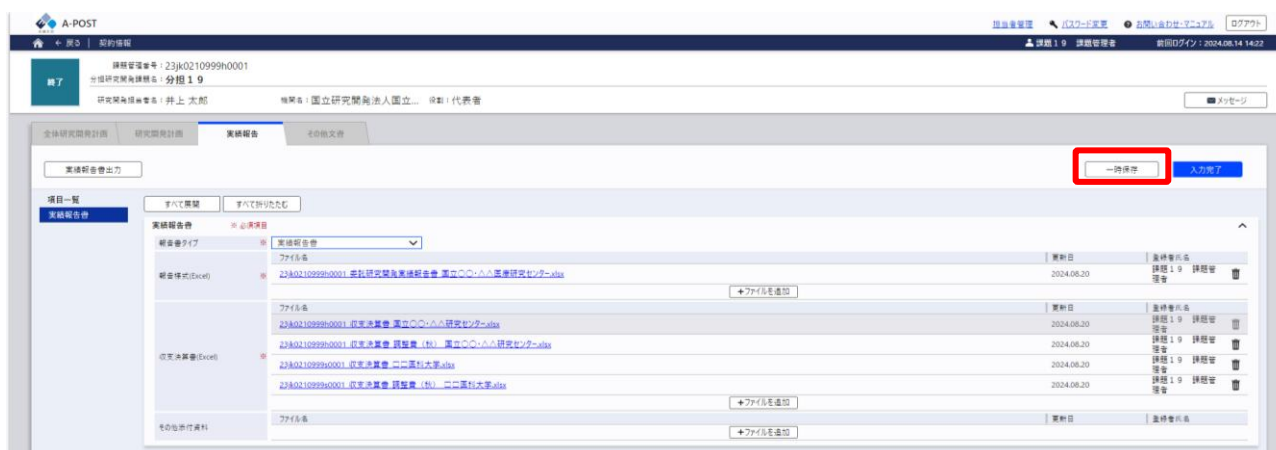 A-POST
担当者管理 パスワード変更 お問い合わせ・マニュアル ログアウト
← 戻る | 契約情報 課題19 課題管理者 前回ログイン：2024.08.14 14:22
終了
課題管理番号：23jk0210999h0001
分担研究開発課題名：分担19
研究開発担当者名：井上 太郎 機関名：国立研究開発法人国立... 役割：代表者 メッセージ
全体研究開発計画 研究開発計画 実績報告 その他文書
実績報告書出力 一時保存 入力完了
項目一覧
実績報告書
すべて展開 すべて折りたたむ
実績報告書 ※ 必須項目
報告書タイプ ※ 実績報告書
ファイル名 更新日 登録者氏名
報告様式(Excel) ※ 23jk0210999h0001_委託研究開発実績報告書_国立○○・△△医療研究センター.xlsx 2024.08.20 課題19 課題管理者
+ファイルを追加
収支決算書(Excel) ※
ファイル名 更新日 登録者氏名
23jk0210999h0001_収支決算書_国立○○・△△研究センター.xlsx 2024.08.20 課題19 課題管理者
23jk0210999h0001_収支決算書_調整費（秋）_国立○○・△△研究センター.xlsx 2024.08.20 課題19 課題管理者
23jk0210999s0001_収支決算書_□□医科大学.xlsx 2024.08.20 課題19 課題管理者
23jk0210999s0001_収支決算書_調整費（秋）_□□医科大学.xlsx 2024.08.20 課題19 課題管理者
+ファイルを追加
その他添付資料
ファイル名 更新日 登録者氏名
+ファイルを追加